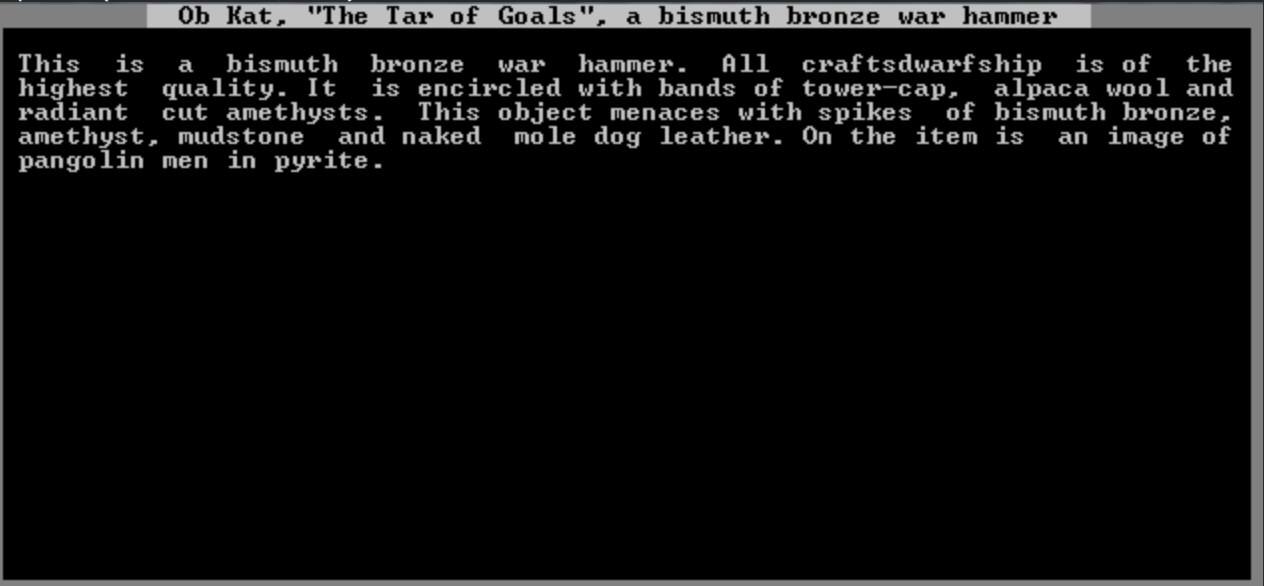 Ob Kat, "The Tar of Goals", a bismuth bronze war hammer
This is a bismuth bronze war hammer. All craftsdwarfship is of the
highest quality. It is encircled with bands of tower-cap, alpaca wool and
radiant cut amethysts. This object menaces with spikes of bismuth bronze,
amethyst, mudstone and naked mole dog leather. On the item is an image of
pangolin men in pyrite.